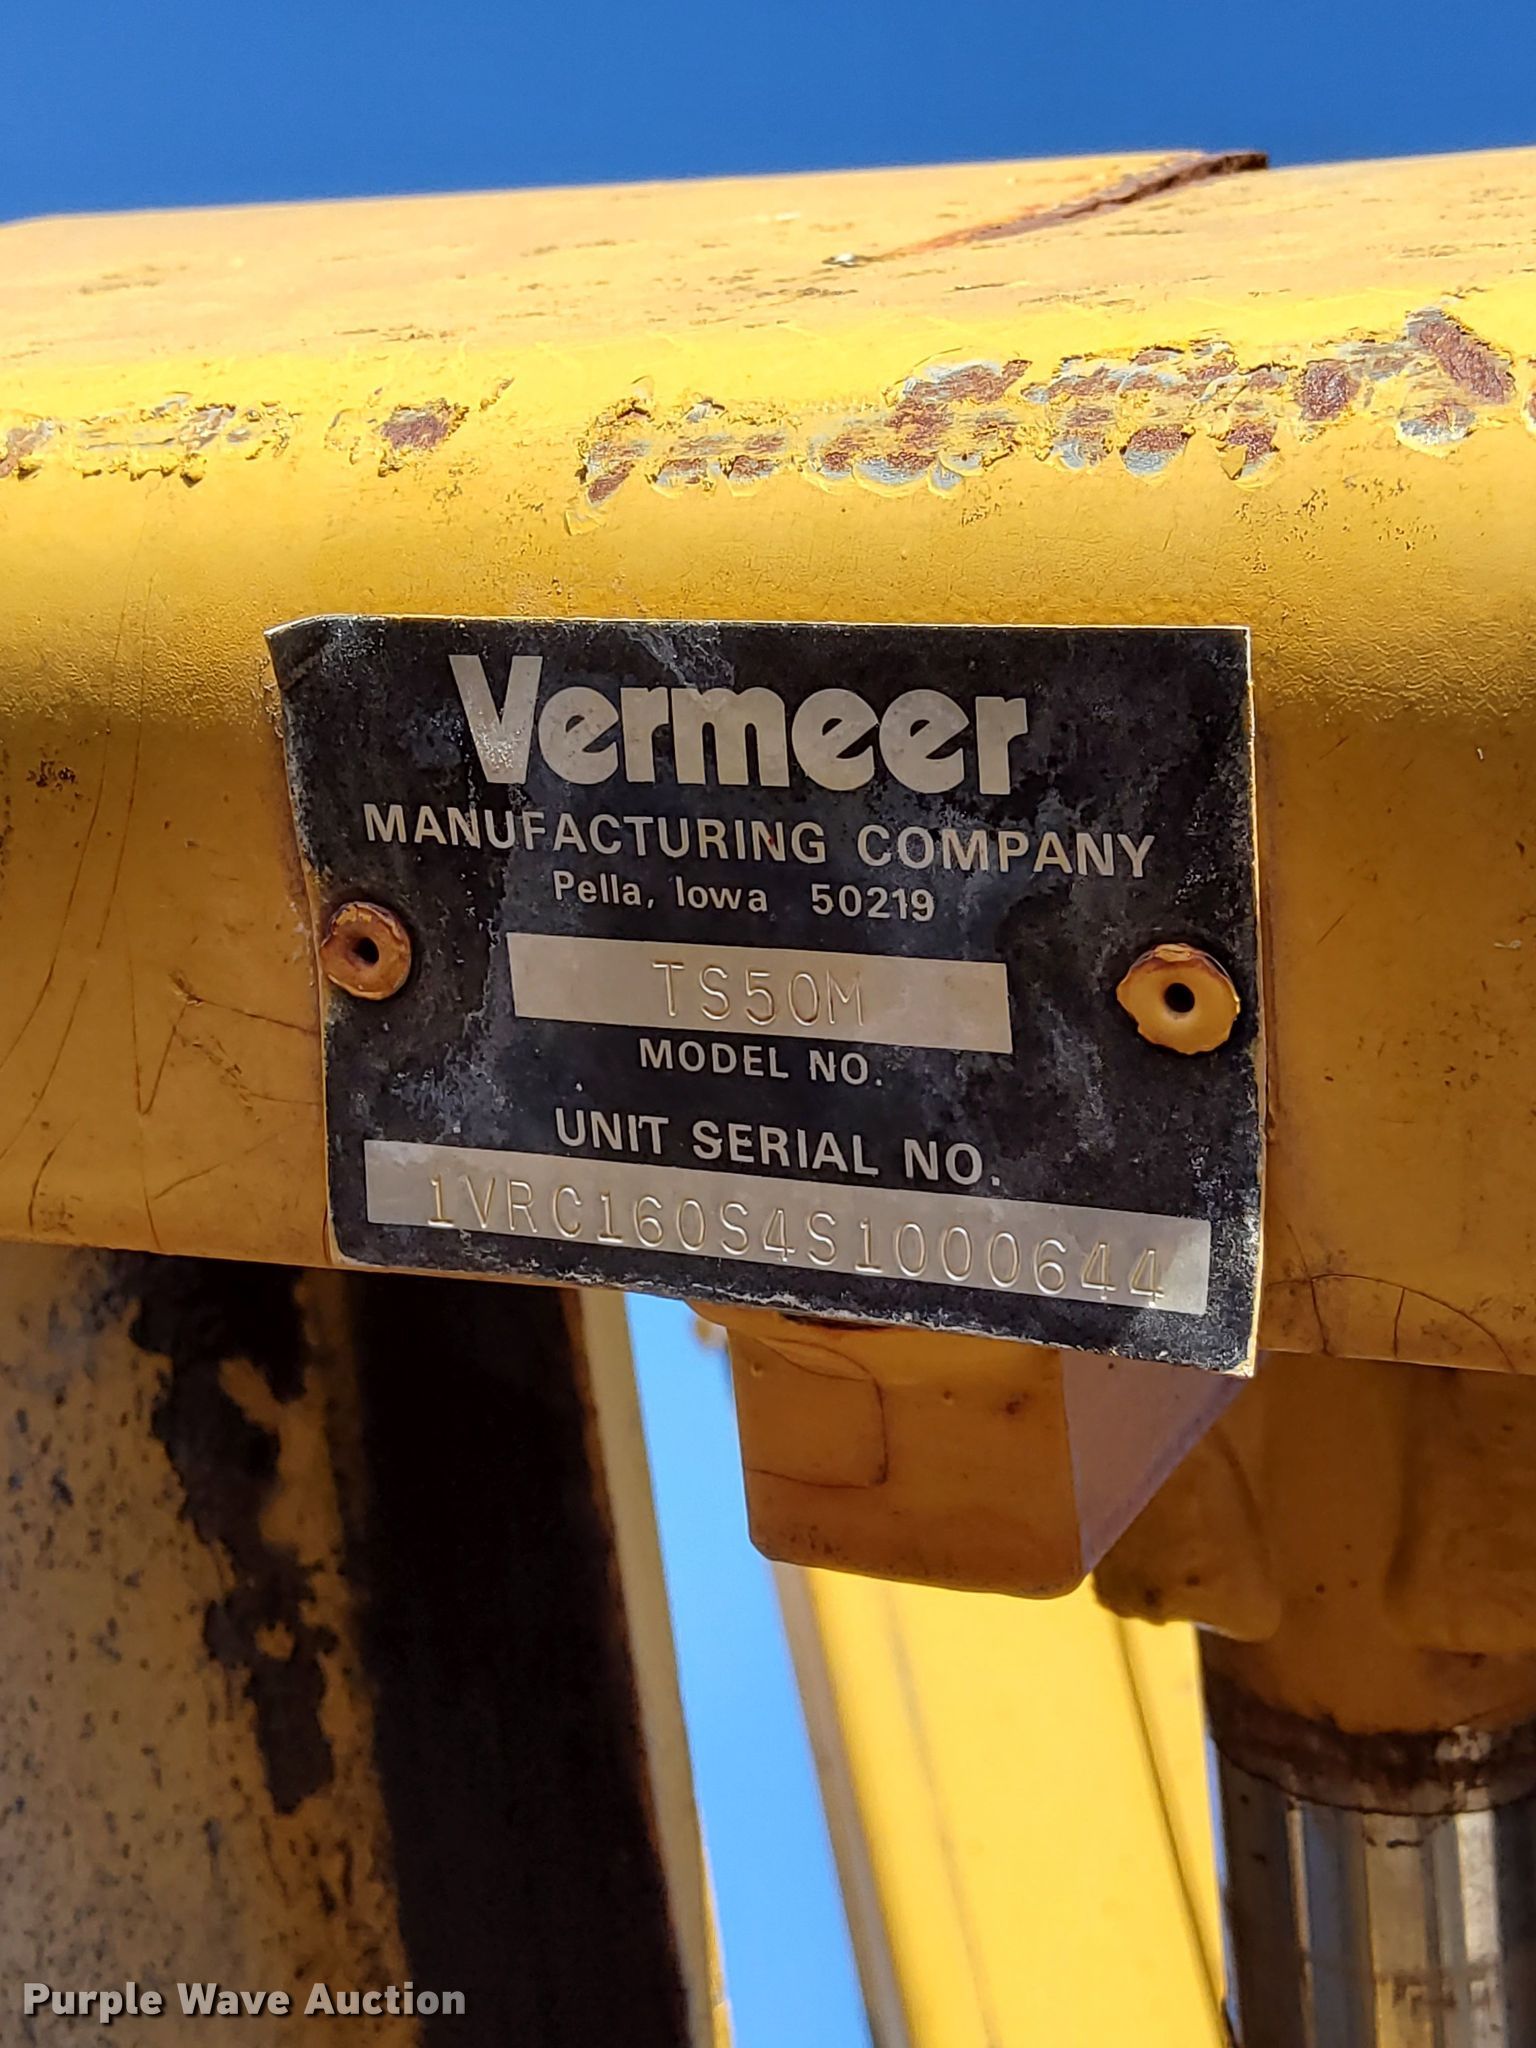 Vermeer
MANUFACTURING COMPANY
Pella, Iowa 50219
TS50M
MODEL NO.
UNIT SERIAL NO.
1VRC160S4S1000644
Purple Wave Auction